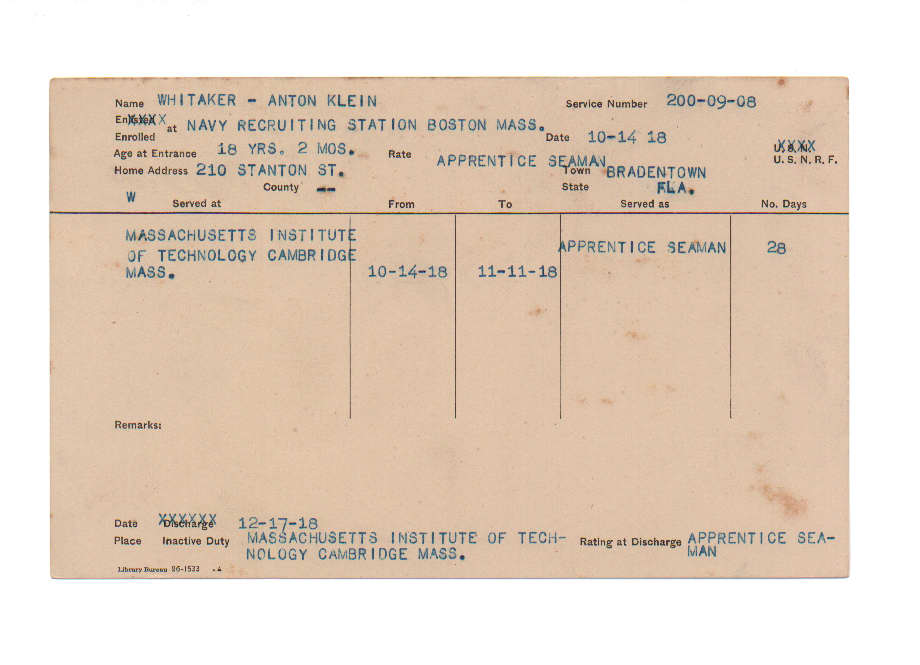 Name WHITAKER - ANTON KLEIN Service Number 200-09-08
Enlisted XXXX X
Enrolled at NAVY RECRUITING STATION BOSTON MASS. Date 10-14 18
Age at Entrance 18 YRS. 2 MOS. Rate APPRENTICE SEAMAN U.S.N. XXXX
U. S. N. R. F.
Home Address 210 STANTON ST. Town BRADENTOWN
County -- State FLA.
W Served at From To Served as No. Days
MASSACHUSETTS INSTITUTE
OF TECHNOLOGY CAMBRIDGE APPRENTICE SEAMAN 28
MASS. 10-14-18 11-11-18
Remarks:
Date Discharge XXXXXX 12-17-18
Place Inactive Duty MASSACHUSETTS INSTITUTE OF TECH- Rating at Discharge APPRENTICE SEA-
NOLOGY CAMBRIDGE MASS. MAN
Library Bureau 86-1533